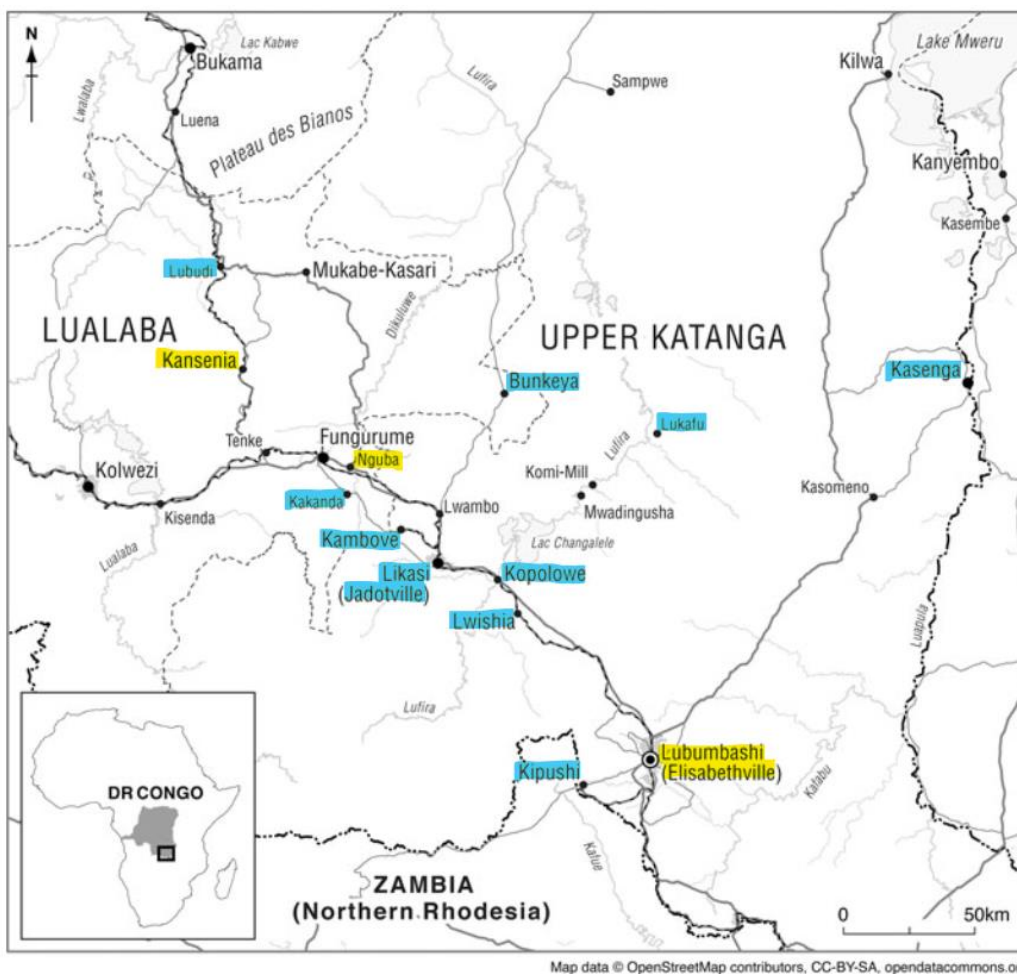 N
Lac Kabwe
Bukama
Lake Mweru
Kilwa
Sampwe
Lufira
Lwalaba
Luena
Plateau des Bianos
Kanyembo
Kasembe
Lubudi
Mukabe-Kasari
Dikuluwe
LUALABA
UPPER KATANGA
Kansenia
Bunkeya
Kasenga
Lukafu
Lufira
Tenke
Fungurume
Nguba
Kolwezi
Komi-Mill
Kakanda
Mwadingusha
Kasomeno
Kisenda
Lwambo
Kambove
Lac Changalele
Lualaba
Likasi
(Jadotville)
Kopolowe
Lwishia
Luapula
Lufira
Lubumbashi
(Elisabethville)
Kipushi
Kafubu
DR CONGO
Kafue
ZAMBIA
(Northern Rhodesia)
0 50km
Map data © OpenStreetMap contributors, CC-BY-SA, opendatacommons.o